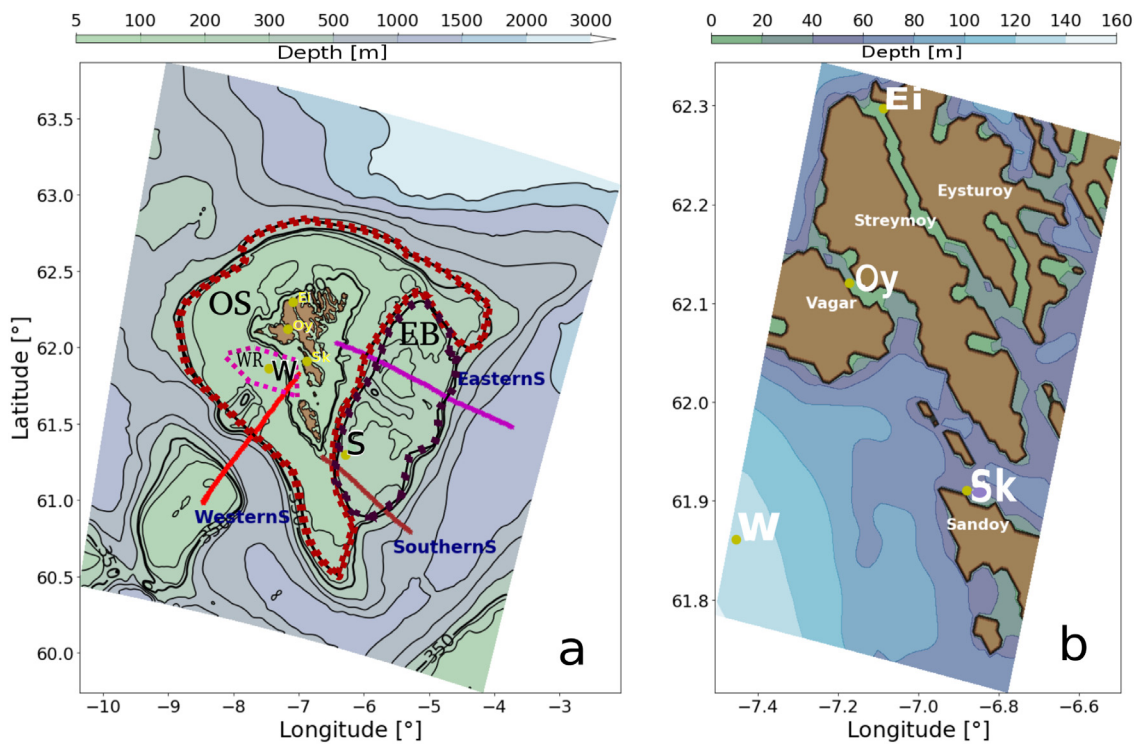 5 100 300 500 1000 1500 2000 3000
Depth [m]
63.5
63.0
62.5
62.0
61.5
61.0
60.5
60.0
Latitude [°]
OS
EB
WR
W
S
Ei
Oy
Sk
EasternS
WesternS
SouthernS
350
350
a
−10 −9 −8 −7 −6 −5 −4 −3
Longitude [°]
0 20 40 60 80 100 120 140 160
Depth [m]
62.3
62.2
62.1
62.0
61.9
61.8
Ei
Eysturoy
Streymoy
Oy
Vagar
Sk
Sandoy
W
b
−7.4 −7.2 −7.0 −6.8 −6.6
Longitude [°]